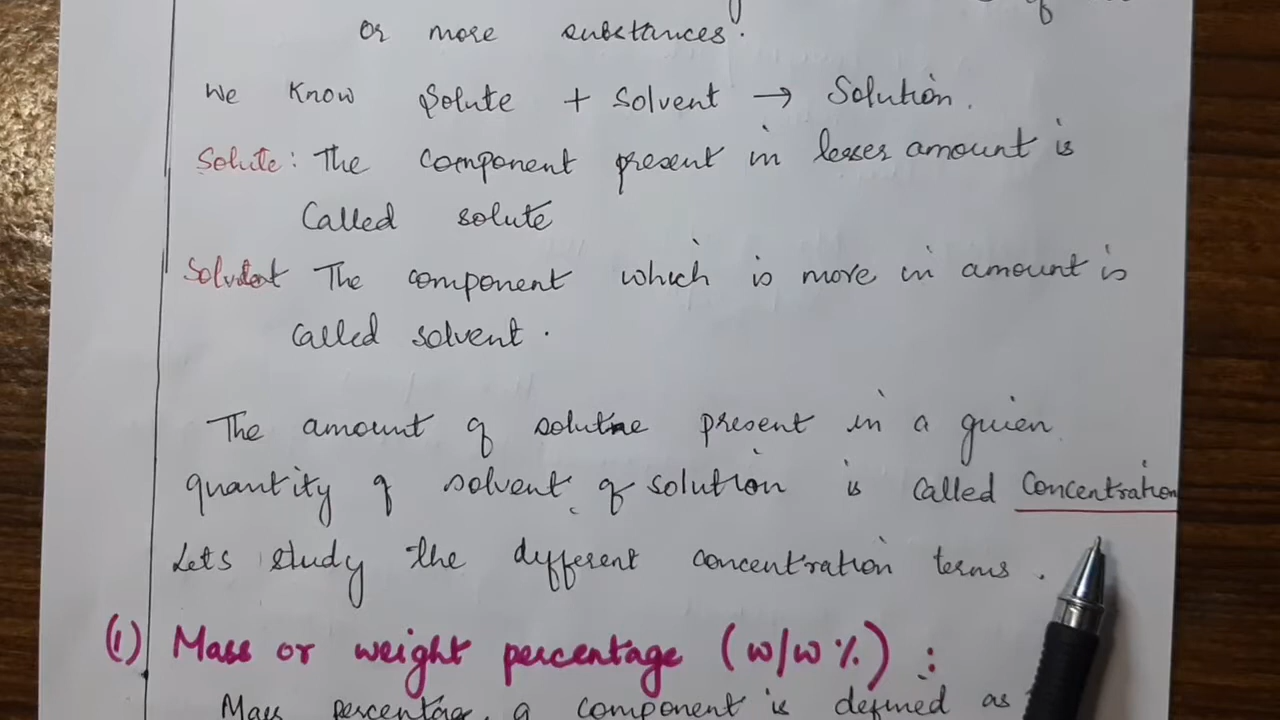 of
or more substances.
We Know Solute + Solvent → Solution.
Solute: The component present in lesser amount is
Called solute
Solvent The component which is more in amount is
Called solvent.
The amount of solute present in a given
quantity of solvent of solution is called Concentration
Lets study the different concentration terms.
(1) Mass or weight percentage (w/w %) :
Mass percentage of a component is defined as